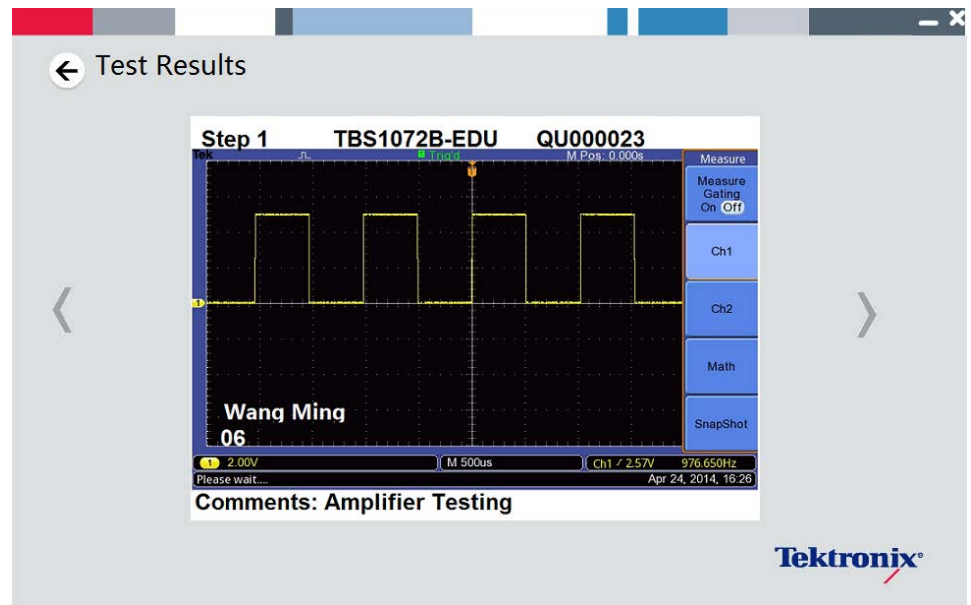 Test Results
Step 1 TBS1072B-EDU QU000023
Tek Trig'd M Pos: 0.000s Measure
Measure
Gating
On Off
Ch1
1
Ch2
Math
SnapShot
Wang Ming
06
1 2.00V M 500us Ch1 / 2.57V 976.650Hz
Please wait.... Apr 24, 2014, 16:26
Comments: Amplifier Testing
Tektronix®